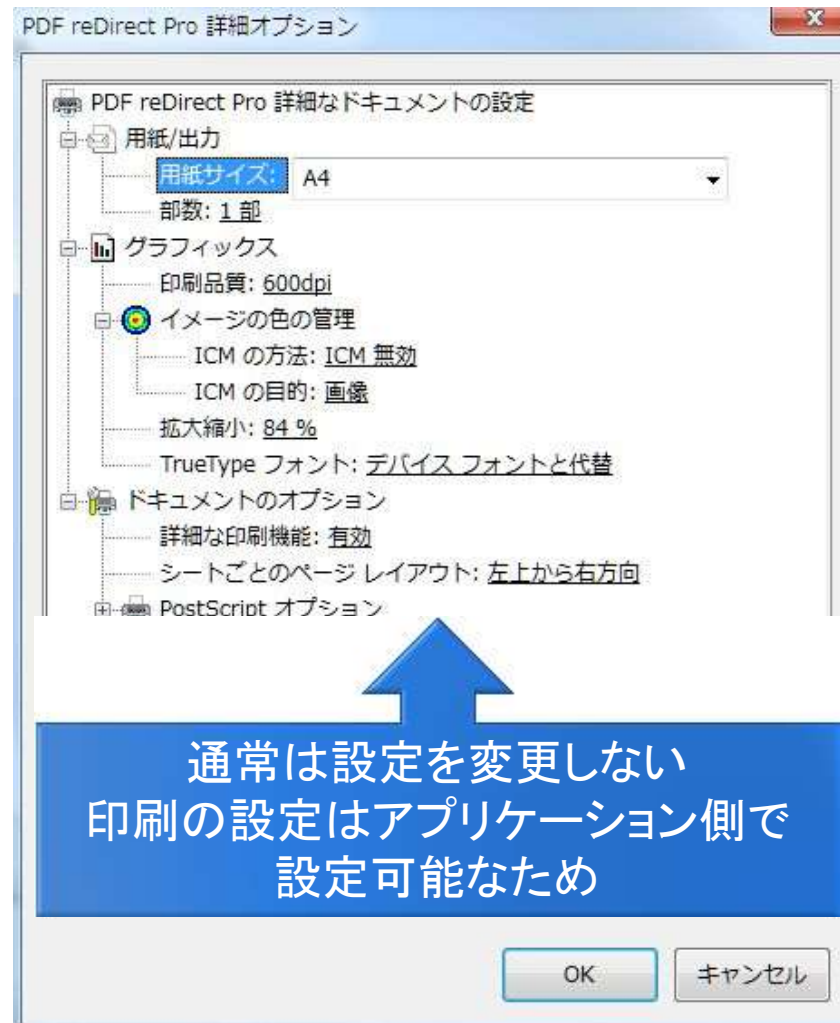 PDF reDirect Pro 詳細オプション
PDF reDirect Pro 詳細なドキュメントの設定
用紙/出力
用紙サイズ: A4
部数: 1 部
グラフィックス
印刷品質: 600dpi
イメージの色の管理
ICM の方法: ICM 無効
ICM の目的: 画像
拡大縮小: 84 %
TrueType フォント: デバイス フォントと代替
ドキュメントのオプション
詳細な印刷機能: 有効
シートごとのページ レイアウト: 左上から右方向
PostScript オプション
通常は設定を変更しない
印刷の設定はアプリケーション側で
設定可能なため
OK キャンセル